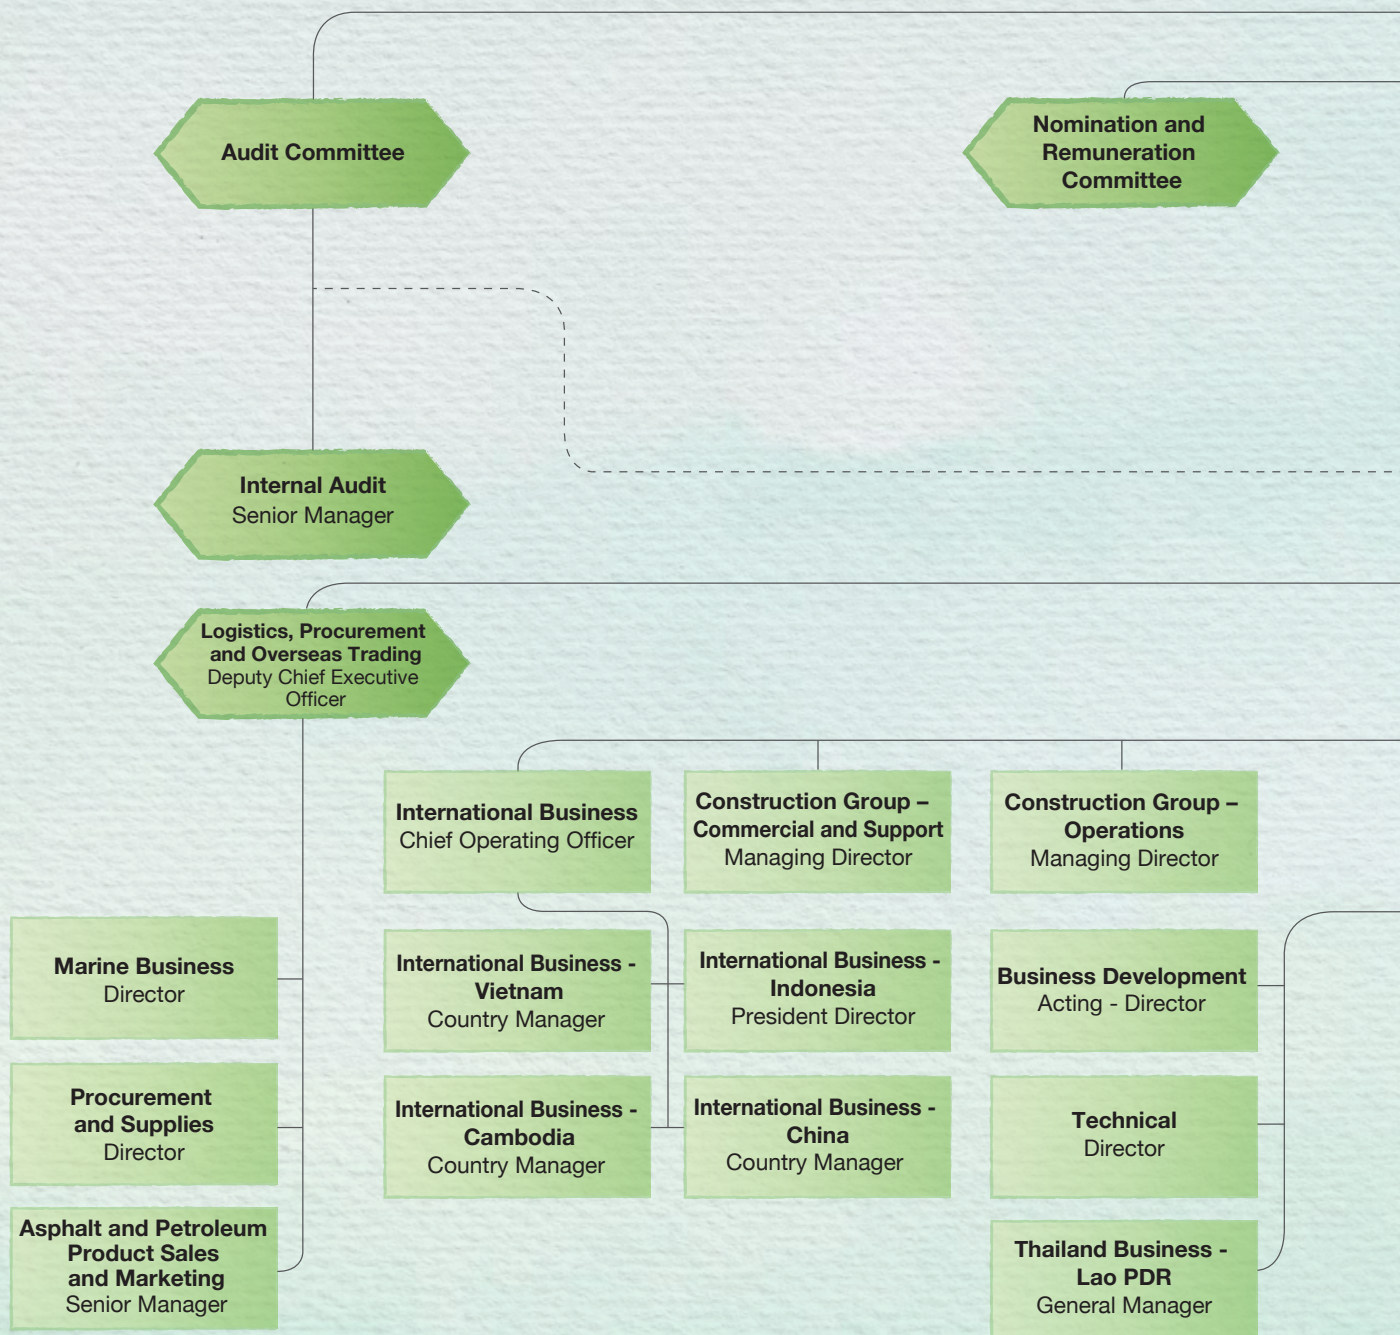 Audit Committee
Nomination and
Remuneration
Committee
Internal Audit
Senior Manager
Logistics, Procurement
and Overseas Trading
Deputy Chief Executive
Officer
International Business
Chief Operating Officer
Construction Group –
Commercial and Support
Managing Director
Construction Group –
Operations
Managing Director
Marine Business
Director
International Business -
Vietnam
Country Manager
International Business -
Indonesia
President Director
Business Development
Acting - Director
Procurement
and Supplies
Director
International Business -
Cambodia
Country Manager
International Business -
China
Country Manager
Technical
Director
Asphalt and Petroleum
Product Sales
and Marketing
Senior Manager
Thailand Business -
Lao PDR
General Manager